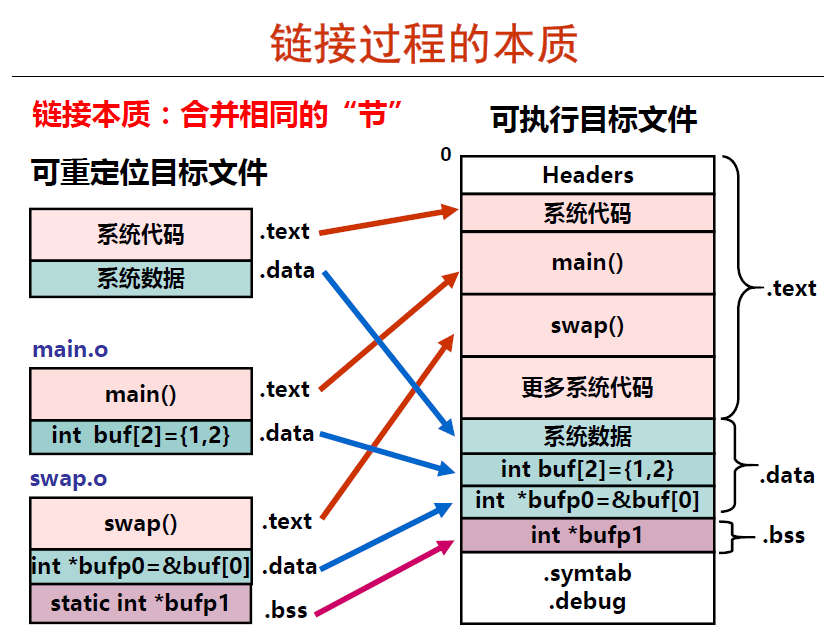 链接过程的本质
链接本质：合并相同的“节”
可执行目标文件
可重定位目标文件
系统代码
.text
系统数据
.data
main.o
main()
.text
int buf[2]={1,2}
.data
swap.o
swap()
.text
int *bufp0=&buf[0]
.data
static int *bufp1
.bss
0
Headers
系统代码
main()
swap()
更多系统代码
.text
系统数据
int buf[2]={1,2}
int *bufp0=&buf[0]
.data
int *bufp1
.bss
.symtab
.debug